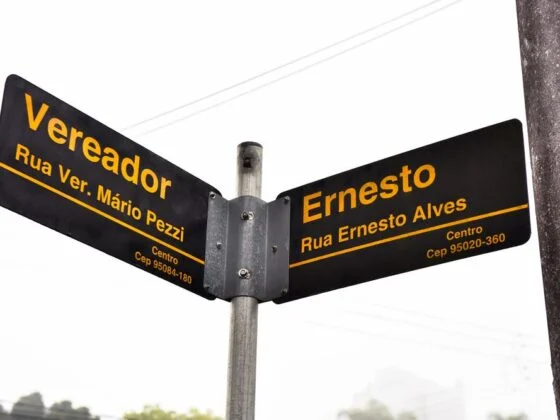 Vereador
Rua Ver. Mário Pezzi
Centro
Cep 95084-180
Ernesto
Rua Ernesto Alves
Centro
Cep 95020-360